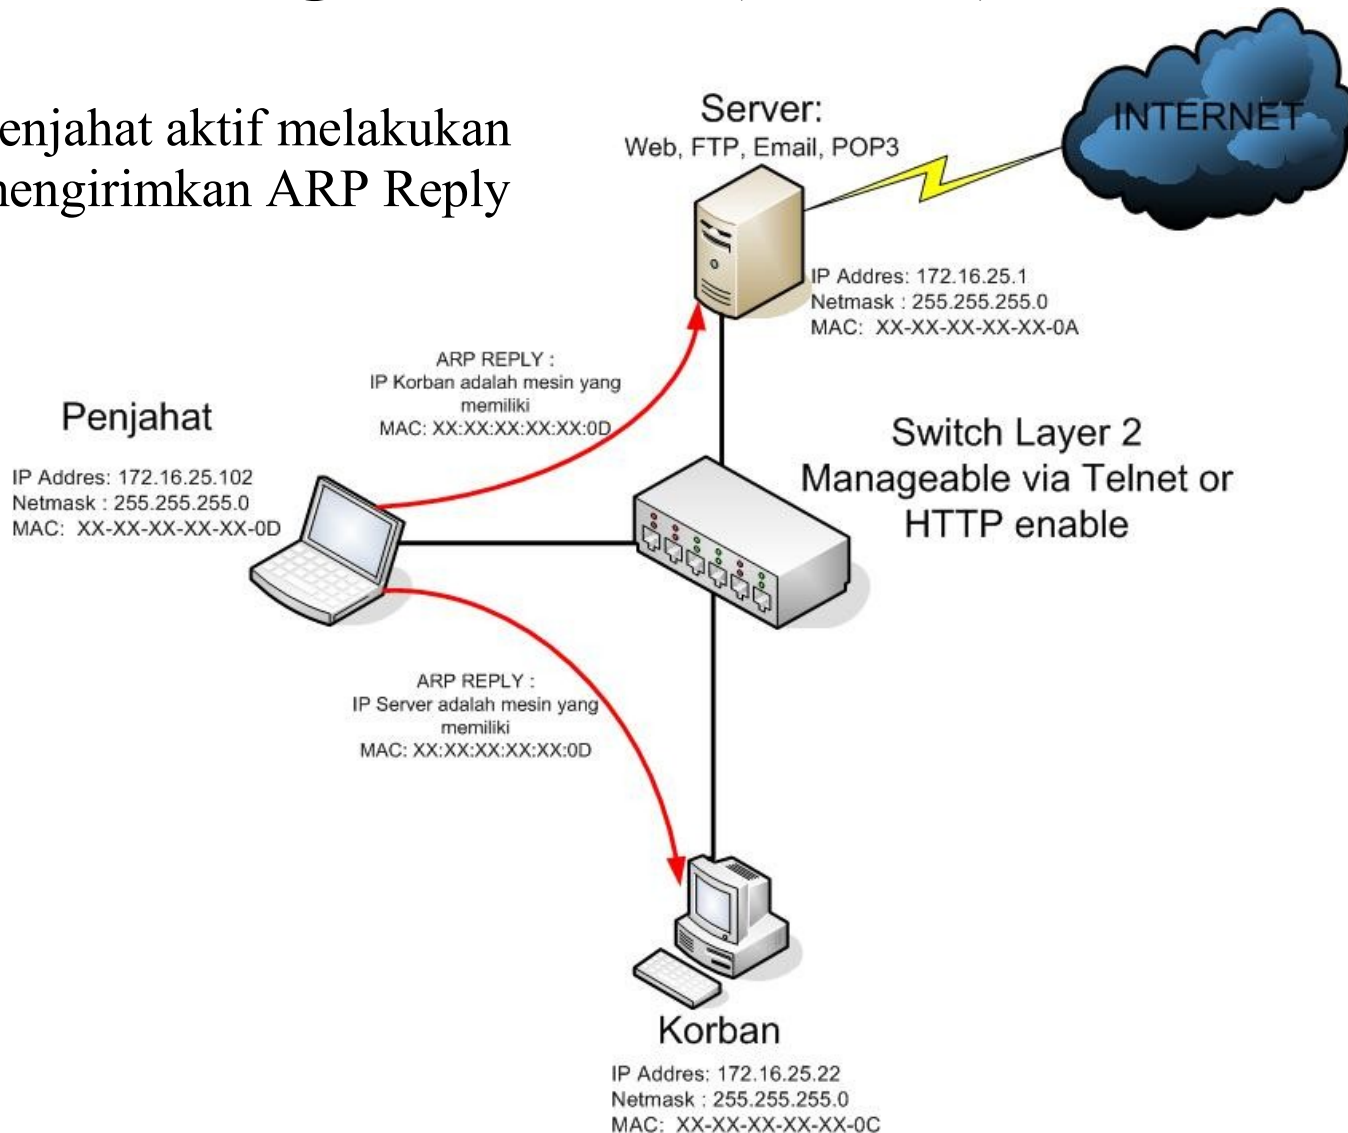 enjahat aktif melakukan
mengirimkan ARP Reply
Server:
Web, FTP, Email, POP3
INTERNET
IP Addres: 172.16.25.1
Netmask : 255.255.255.0
MAC: XX-XX-XX-XX-XX-0A
ARP REPLY :
IP Korban adalah mesin yang
memiliki
MAC: XX:XX:XX:XX:XX:0D
Penjahat
IP Addres: 172.16.25.102
Netmask : 255.255.255.0
MAC: XX-XX-XX-XX-XX-0D
Switch Layer 2
Manageable via Telnet or
HTTP enable
ARP REPLY :
IP Server adalah mesin yang
memiliki
MAC: XX:XX:XX:XX:XX:0D
Korban
IP Addres: 172.16.25.22
Netmask : 255.255.255.0
MAC: XX-XX-XX-XX-XX-0C